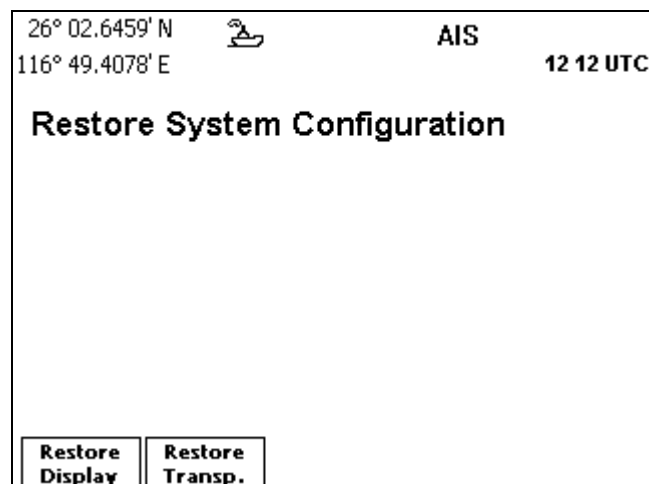 26° 02.6459' N
AIS
116° 49.4078' E
12 12 UTC
Restore System Configuration
Restore Display
Restore Transp.